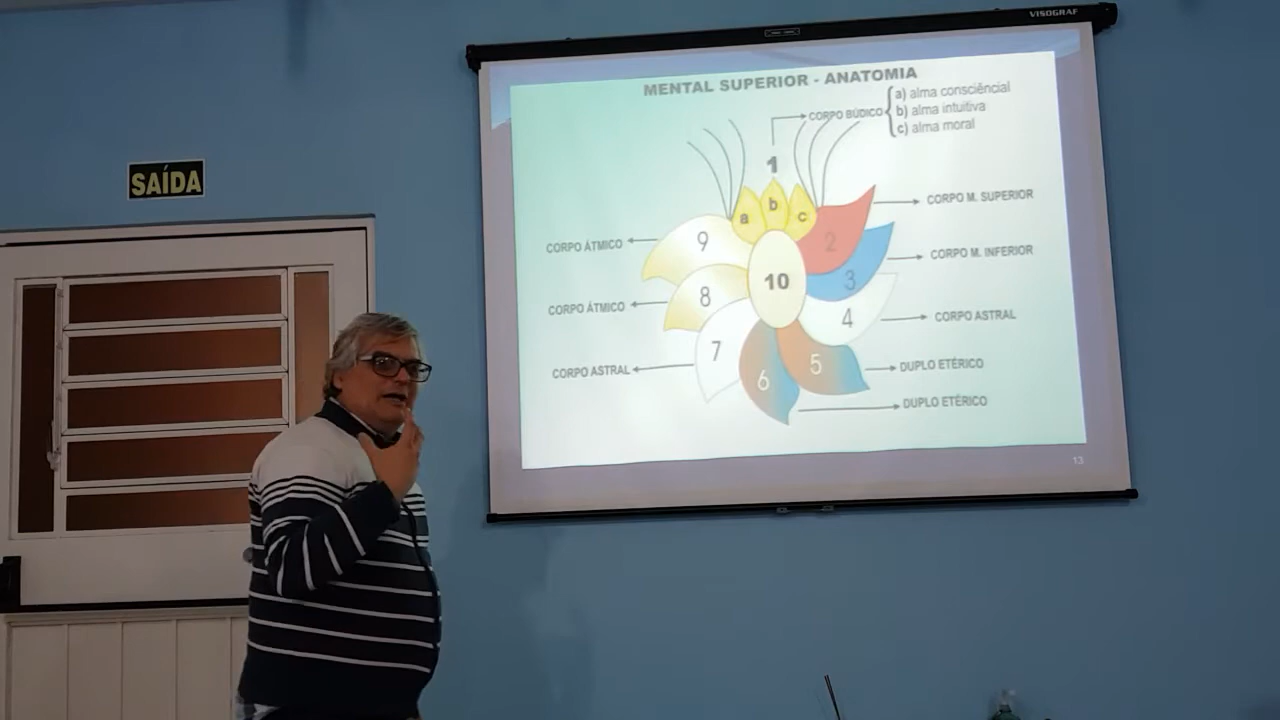 VISOGRAF
MENTAL SUPERIOR - ANATOMIA
CORPO BÚDICO
a) alma consciêncial
b) alma intuitiva
c) alma moral
1
a
b
c
CORPO M. SUPERIOR
2
CORPO ÁTMICO
9
CORPO M. INFERIOR
3
10
CORPO ÁTMICO
8
CORPO ASTRAL
4
CORPO ASTRAL
7
DUPLO ETÉRICO
5
6
DUPLO ETÉRICO
13
SAÍDA